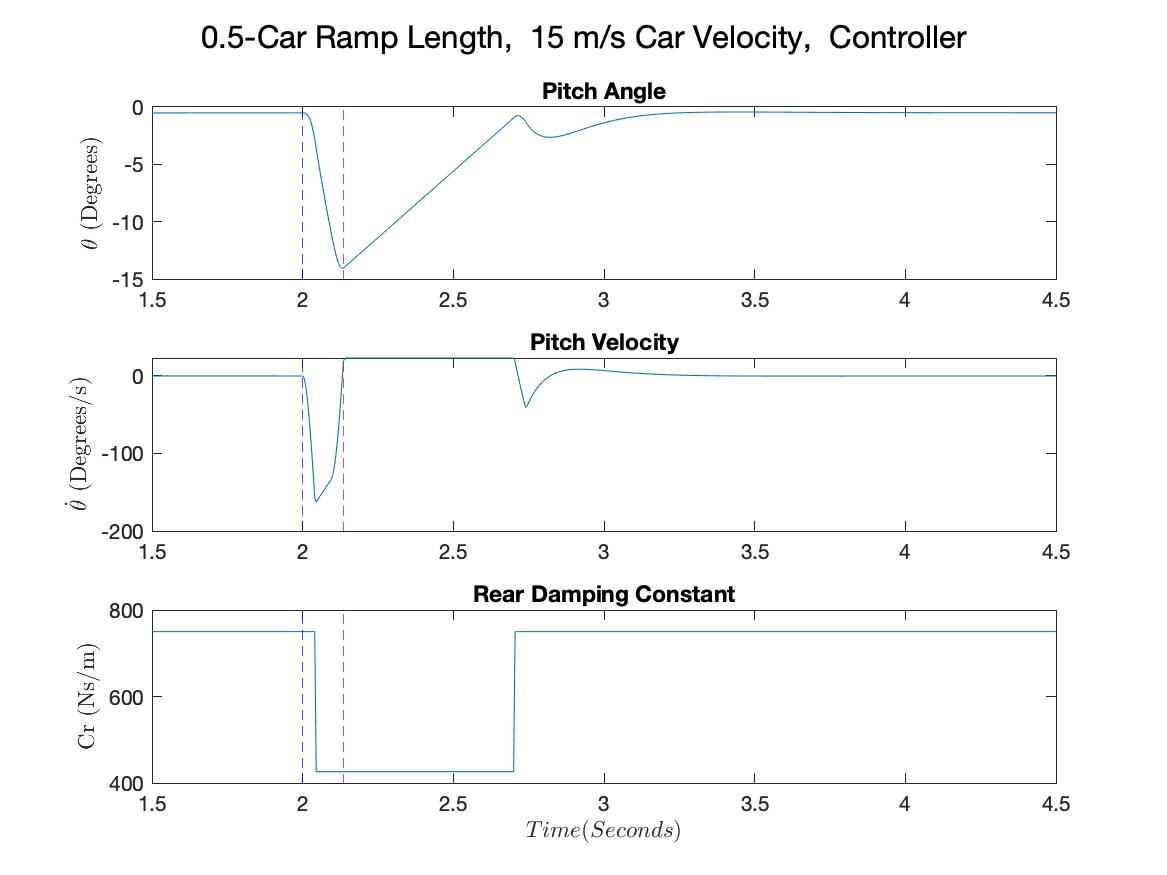 0.5-Car Ramp Length, 15 m/s Car Velocity, Controller
Pitch Angle
θ (Degrees)
0
-5
-10
-15
1.5 2 2.5 3 3.5 4 4.5
Pitch Velocity
θ̇ (Degrees/s)
0
-100
-200
1.5 2 2.5 3 3.5 4 4.5
Rear Damping Constant
Cr (Ns/m)
800
600
400
1.5 2 2.5 3 3.5 4 4.5
Time(Seconds)